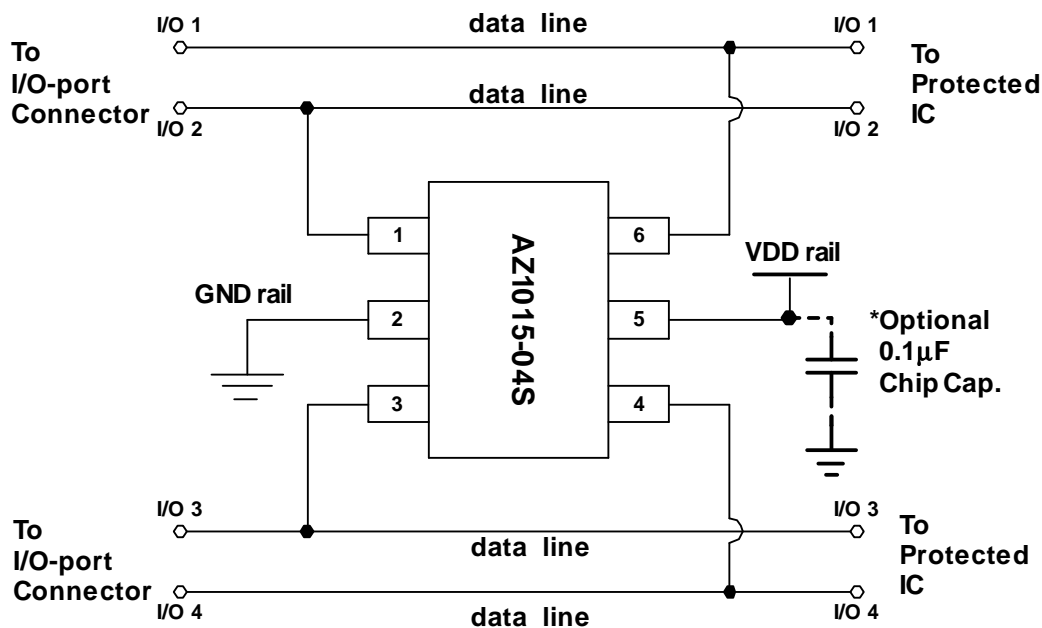 I/O 1
data line
I/O 1
To
I/O-port
Connector
To
Protected
IC
data line
I/O 2
I/O 2
1
6
AZ1015-04S
VDD rail
GND rail
2
5
*Optional
0.1μF
Chip Cap.
3
4
I/O 3
I/O 3
To
I/O-port
Connector
data line
To
Protected
IC
I/O 4
data line
I/O 4